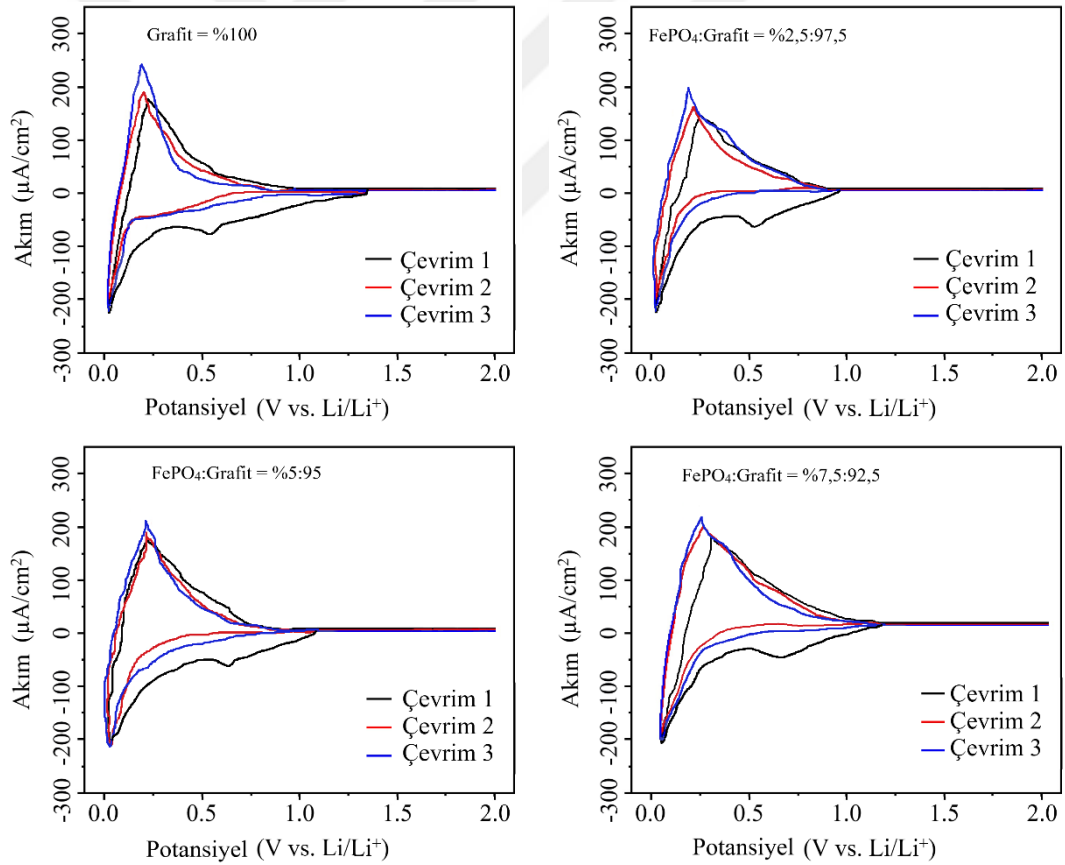 Grafit = %100
300
200
100
0
-100
-200
-300
Akım (µA/cm²)
Çevrim 1
Çevrim 2
Çevrim 3
0.0 0.5 1.0 1.5 2.0
Potansiyel (V vs. Li/Li⁺)
FePO₄:Grafit = %2,5:97,5
300
200
100
0
-100
-200
-300
Akım (µA/cm²)
Çevrim 1
Çevrim 2
Çevrim 3
0.0 0.5 1.0 1.5 2.0
Potansiyel (V vs. Li/Li⁺)
FePO₄:Grafit = %5:95
300
200
100
0
-100
-200
-300
Akım (µA/cm²)
Çevrim 1
Çevrim 2
Çevrim 3
0.0 0.5 1.0 1.5 2.0
Potansiyel (V vs. Li/Li⁺)
FePO₄:Grafit = %7,5:92,5
300
200
100
0
-100
-200
-300
Akım (µA/cm²)
Çevrim 1
Çevrim 2
Çevrim 3
0.0 0.5 1.0 1.5 2.0
Potansiyel (V vs. Li/Li⁺)